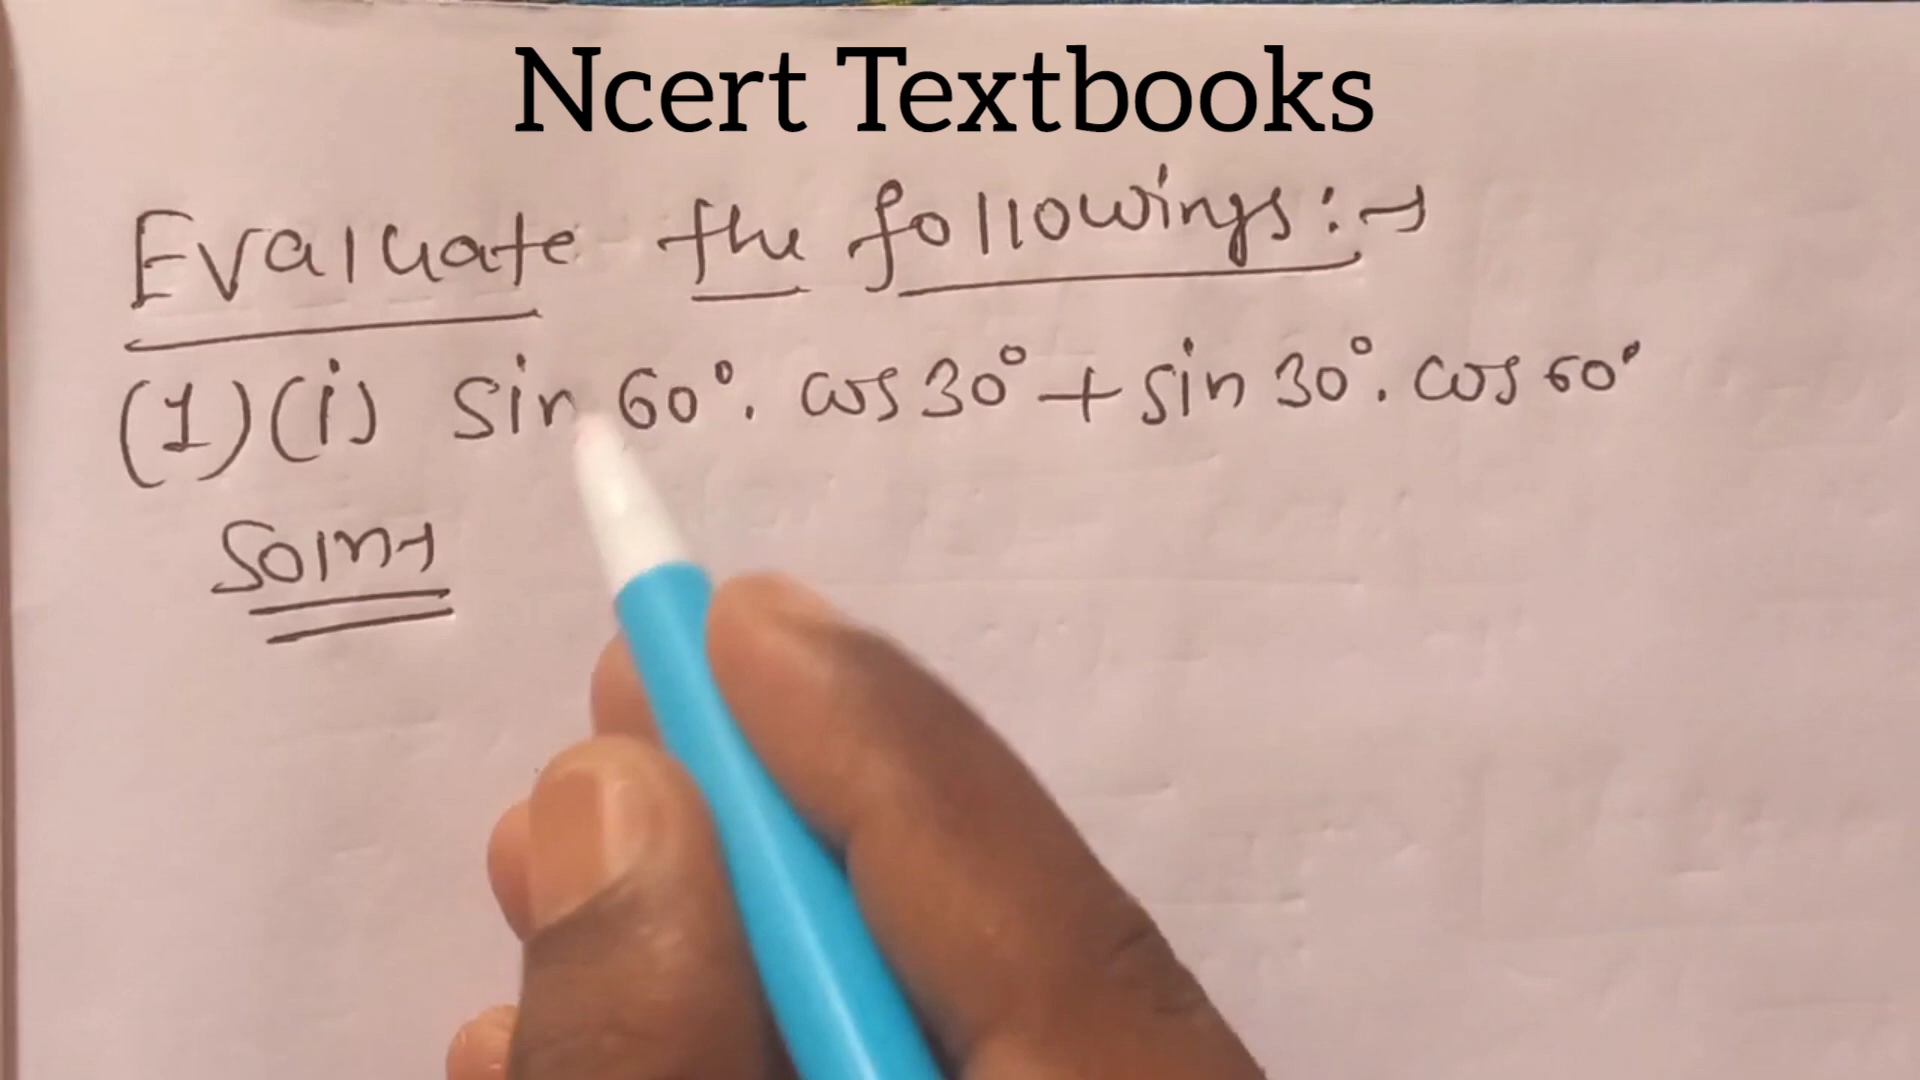 Ncert Textbooks
Evaluate the followings:→
(1)(i) sin 60°. cos 30° + sin 30°. cos 60°
Soln→